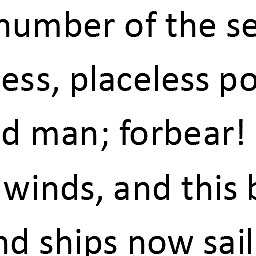 number of the se
ess, placeless po
d man; forbear!
winds, and this b
nd ships now sail